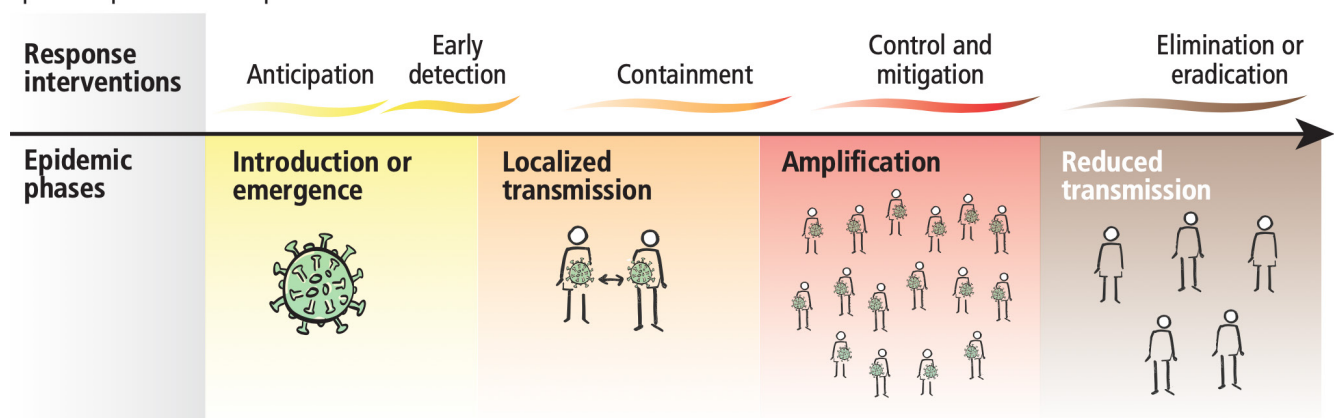 Response
interventions
Anticipation
Early
detection
Containment
Control and
mitigation
Elimination or
eradication
Epidemic
phases
Introduction or
emergence
Localized
transmission
Amplification
Reduced
transmission